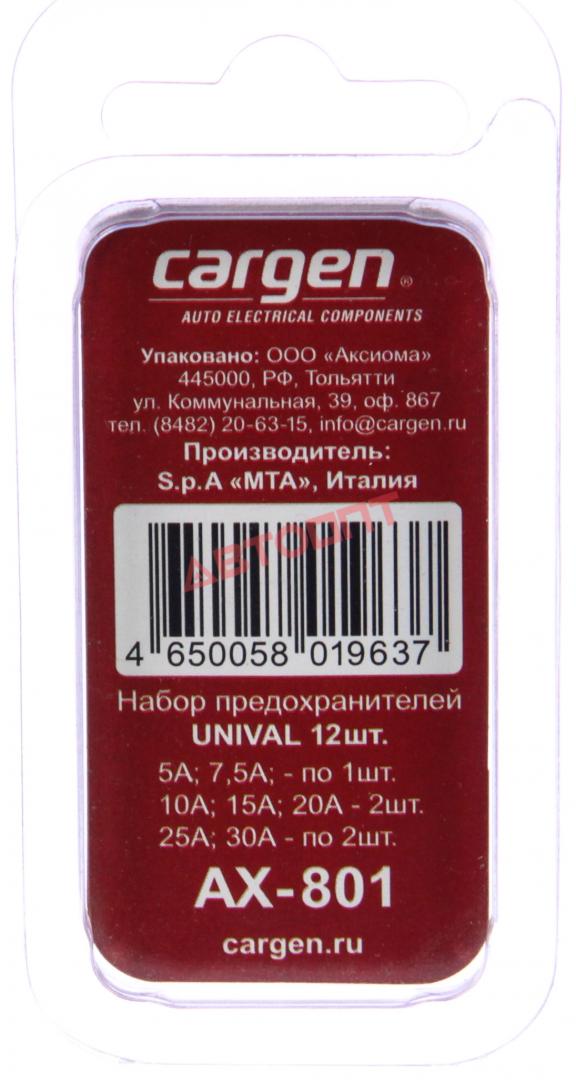 cargen ®
AUTO ELECTRICAL COMPONENTS
Упаковано: ООО «Аксиома»
445000, РФ, Тольятти
ул. Коммунальная, 39, оф. 867
тел. (8482) 20-63-15, info@cargen.ru
Производитель:
S.p.A «МТА», Италия
АВТООПТ
4 650058 019637
Набор предохранителей
UNIVAL 12шт.
5А; 7,5А; - по 1шт.
10А; 15А; 20А - 2шт.
25А; 30А - по 2шт.
АХ-801
cargen.ru